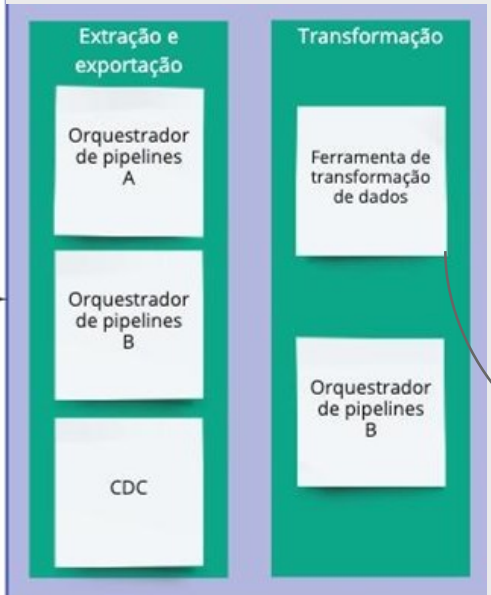 Extração e
exportação
Orquestrador
de pipelines
A
Orquestrador
de pipelines
B
CDC
Transformação
Ferramenta de
transformação
de dados
Orquestrador
de pipelines
B